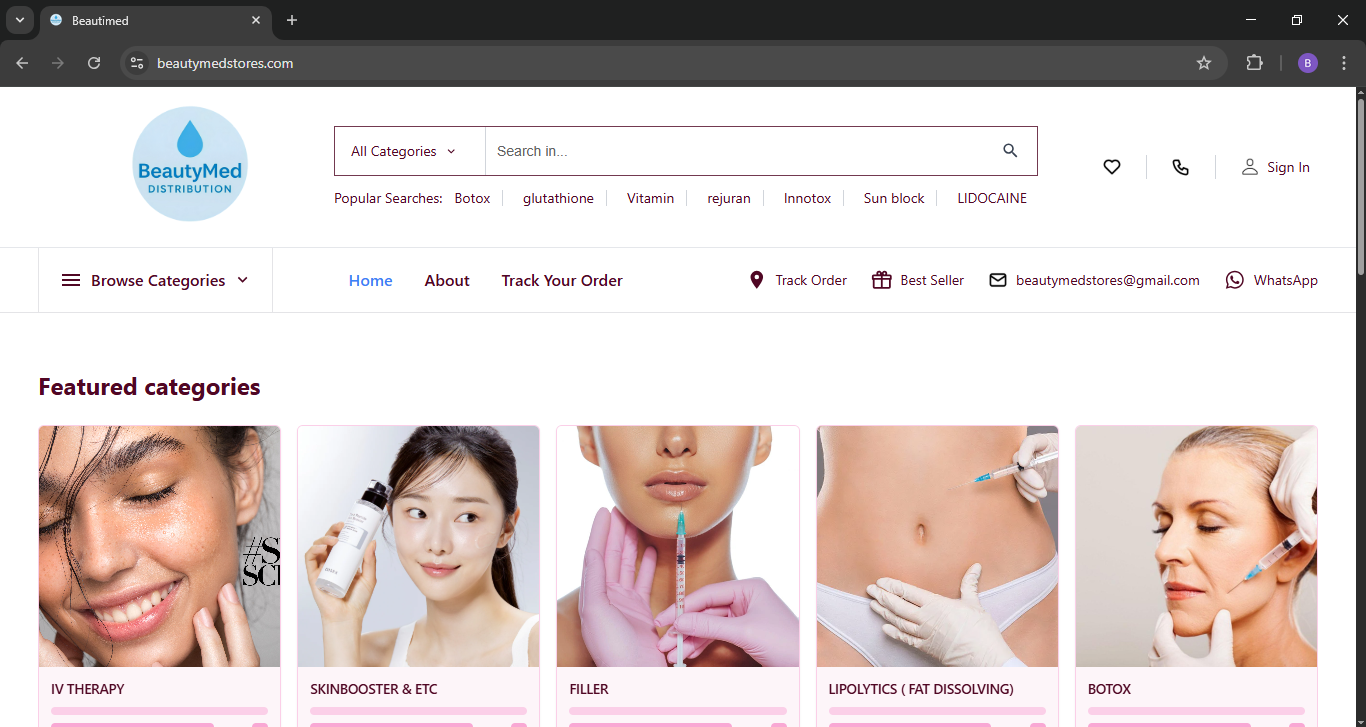 Beautimed
beautymedstores.com
B
BeautyMed
DISTRIBUTION
All Categories
Search in...
Popular Searches: Botox glutathione Vitamin rejuran Innotox Sun block LIDOCAINE
Sign In
Browse Categories
Home About Track Your Order
Track Order Best Seller beautymedstores@gmail.com WhatsApp
Featured categories
IV THERAPY
SKINBOOSTER & ETC
FILLER
LIPOLYTICS ( FAT DISSOLVING)
BOTOX